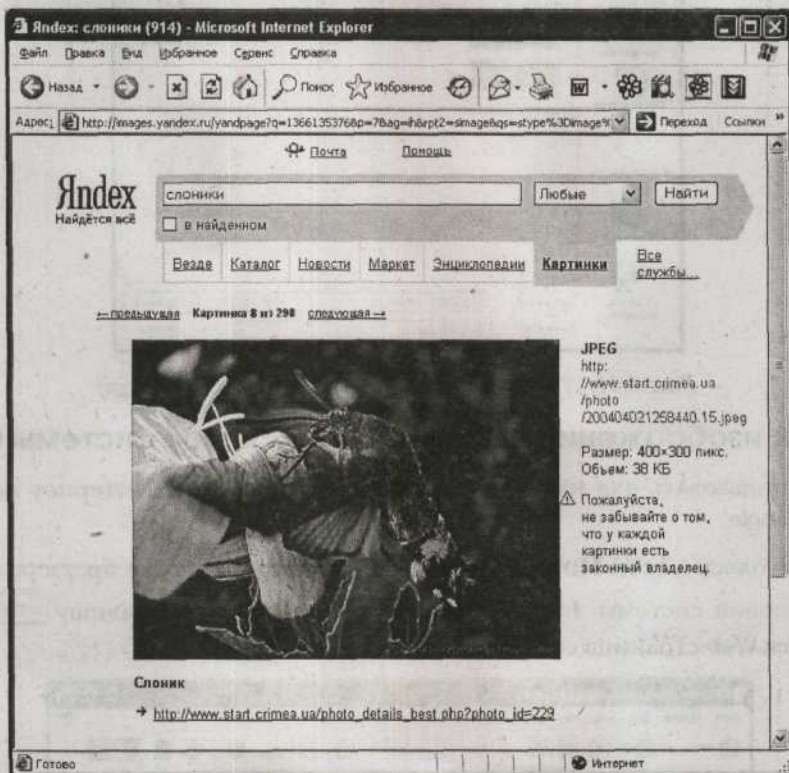 Яndex: слоники (914) - Microsoft Internet Explorer
Файл Правка Вид Избранное Сервис Справка
Назад Поиск Избранное
Адрес: http://images.yandex.ru/yandpage?q=1366135376&p=7&ag=ih&rpt2=simage&qs=stype%3Dimage% Переход Ссылки »
Почта Помощь
Яndex
Найдётся всё
слоники Любые Найти
в найденном
Везде Каталог Новости Маркет Энциклопедии Картинки Все
службы...
←предыдущая Картинка 8 из 298 следующая→
JPEG
http:
//www.start.crimea.ua
/photo
/200404021258440.15.jpeg
Размер: 400×300 пикс.
Объем: 38 КБ
Пожалуйста,
не забывайте о том,
что у каждой
картинки есть
законный владелец.
Слоник
→ http://www.start.crimea.ua/photo_details_best.php?photo_id=229
Готово Интернет